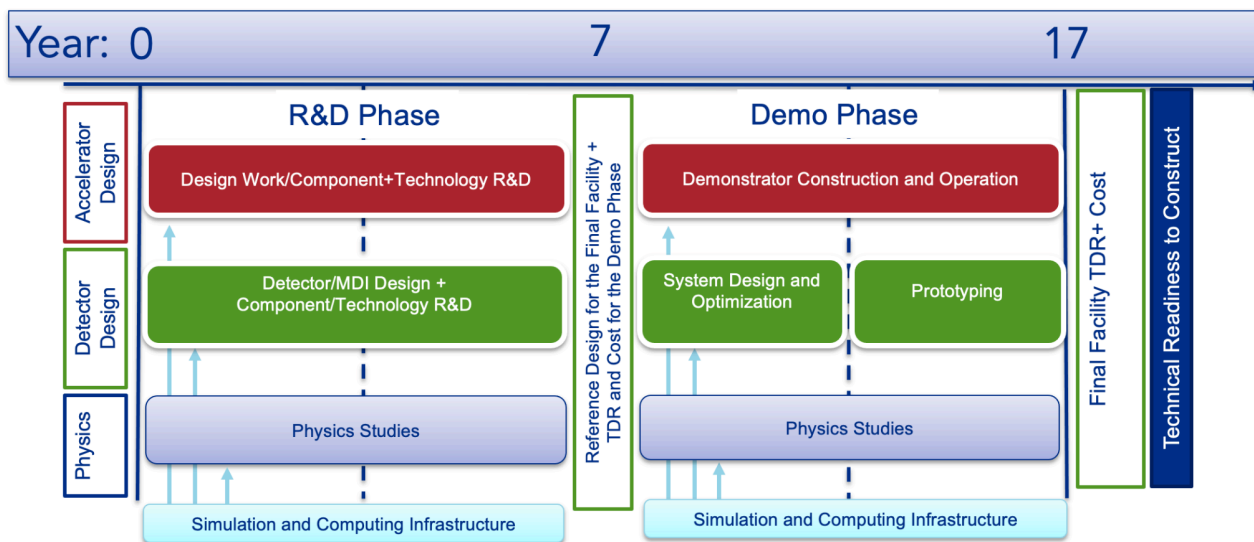 Year: 0 7 17
R&D Phase
Demo Phase
Accelerator
Design
Design Work/Component+Technology R&D
Demonstrator Construction and Operation
Detector
Design
Detector/MDI Design +
Component/Technology R&D
System Design and
Optimization
Prototyping
Physics
Physics Studies
Physics Studies
Simulation and Computing Infrastructure
Simulation and Computing Infrastructure
Reference Design for the Final Facility +
TDR and Cost for the Demo Phase
Final Facility TDR+ Cost
Technical Readiness to Construct